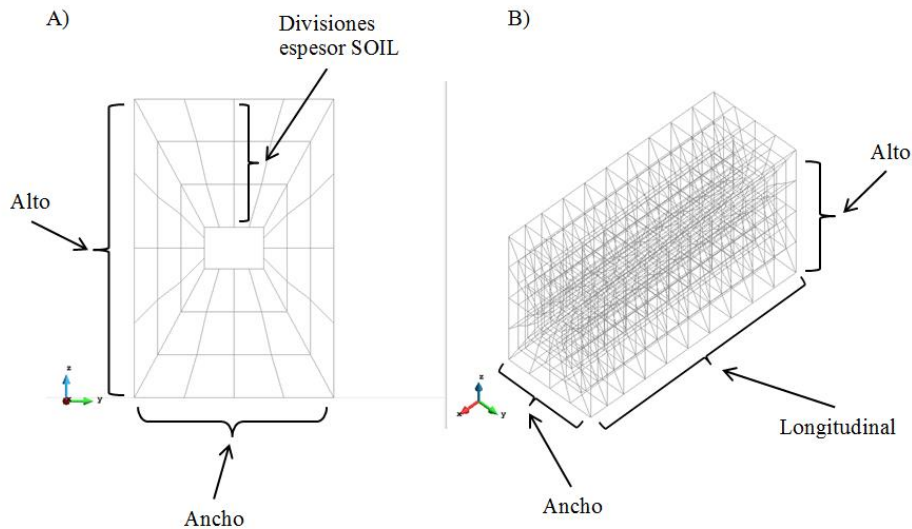 A)
Divisiones
espesor SOIL
Alto
z
y
Ancho
B)
Alto
z
x
y
Longitudinal
Ancho